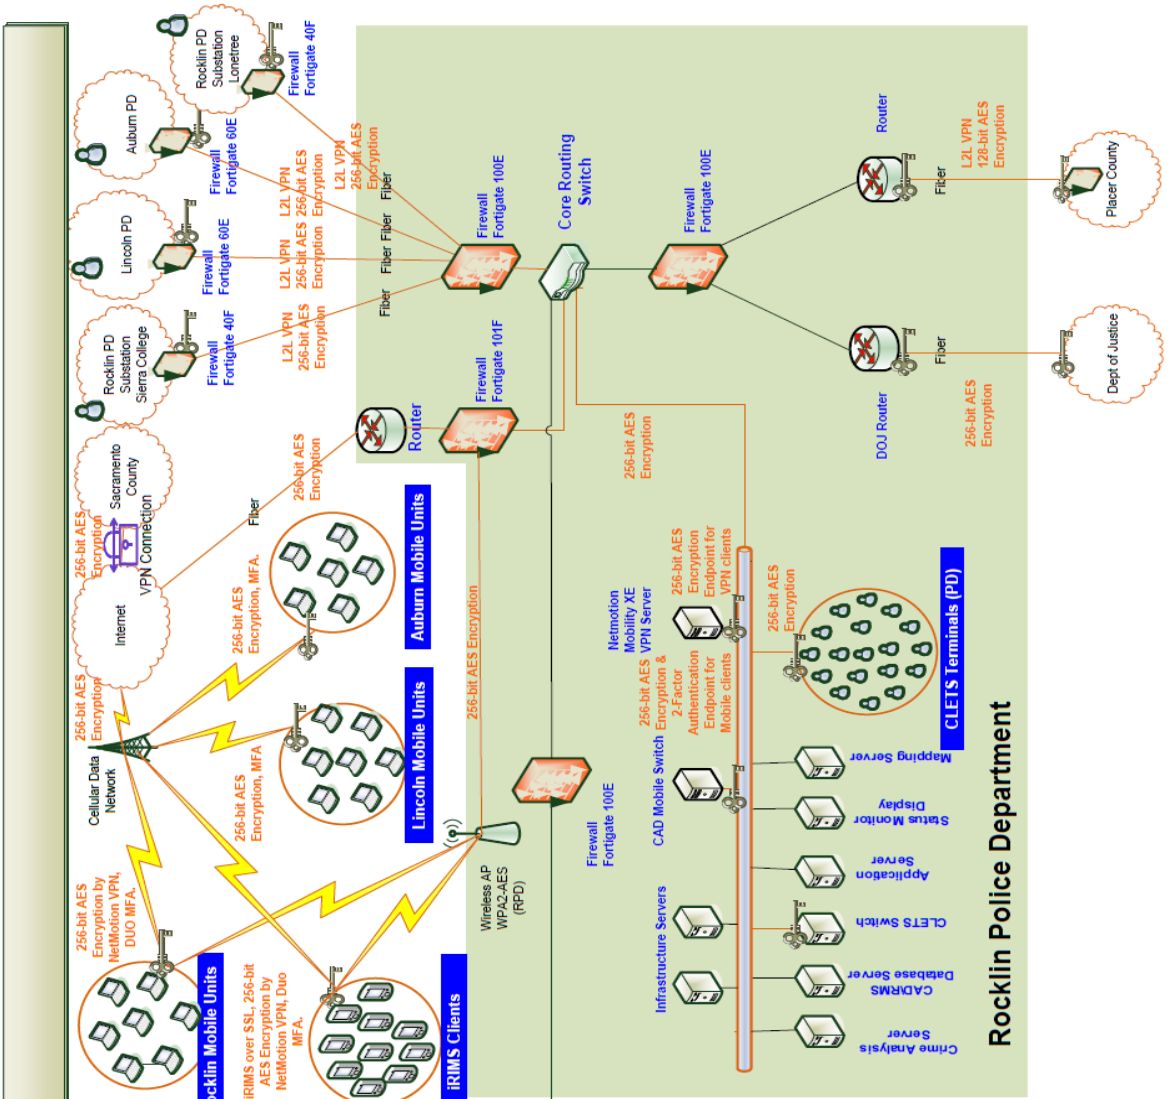 Rocklin PD
Substation
Lonetree
Firewall
Fortigate 40F
Auburn PD
Firewall
Fortigate 60E
L2L VPN
256-bit AES
Encryption
Fiber
Lincoln PD
Firewall
Fortigate 60E
L2L VPN
256-bit AES
Encryption
Fiber
Rocklin PD
Substation
Sierra College
Firewall
Fortigate 40F
L2L VPN
256-bit AES
Encryption
Fiber
L2L VPN
256-bit AES
Encryption
Fiber
Sacramento
County
VPN Connection
256-bit AES
Encryption
Internet
Fiber
256-bit AES
Encryption
Router
Firewall
Fortigate 101F
Firewall
Fortigate 100E
Core Routing
Switch
Firewall
Fortigate 100E
Router
Fiber
L2L VPN
128-bit AES
Encryption
Placer County
DOJ Router
Fiber
256-bit AES
Encryption
Dept of Justice
256-bit AES
Encryption
256-bit AES
Encryption
Cellular Data
Network
256-bit AES
Encryption, MFA.
Auburn Mobile Units
256-bit AES
Encryption, MFA
Lincoln Mobile Units
256-bit AES
Encryption by
NetMotion VPN,
DUO MFA.
ocklin Mobile Units
iRIMS over SSL, 256-bit
AES Encryption by
NetMotion VPN, Duo
MFA.
iRIMS Clients
256-bit AES Encryption
Wireless AP
WPA2-AES
(RPD)
Firewall
Fortigate 100E
Netmotion
Mobility XE
VPN Server
256-bit AES
Encryption
Endpoint for
VPN clients
256-bit AES
Encryption &
2-Factor
Authentication
Endpoint for
Mobile clients
CAD Mobile Switch
Infrastructure Servers
256-bit AES
Encryption
CLETS Terminals (PD)
Mapping Server
Status Monitor
Display
Application
Server
CLETS Switch
CAD\RMS
Database Server
Crime Analysis
Server
Rocklin Police Department